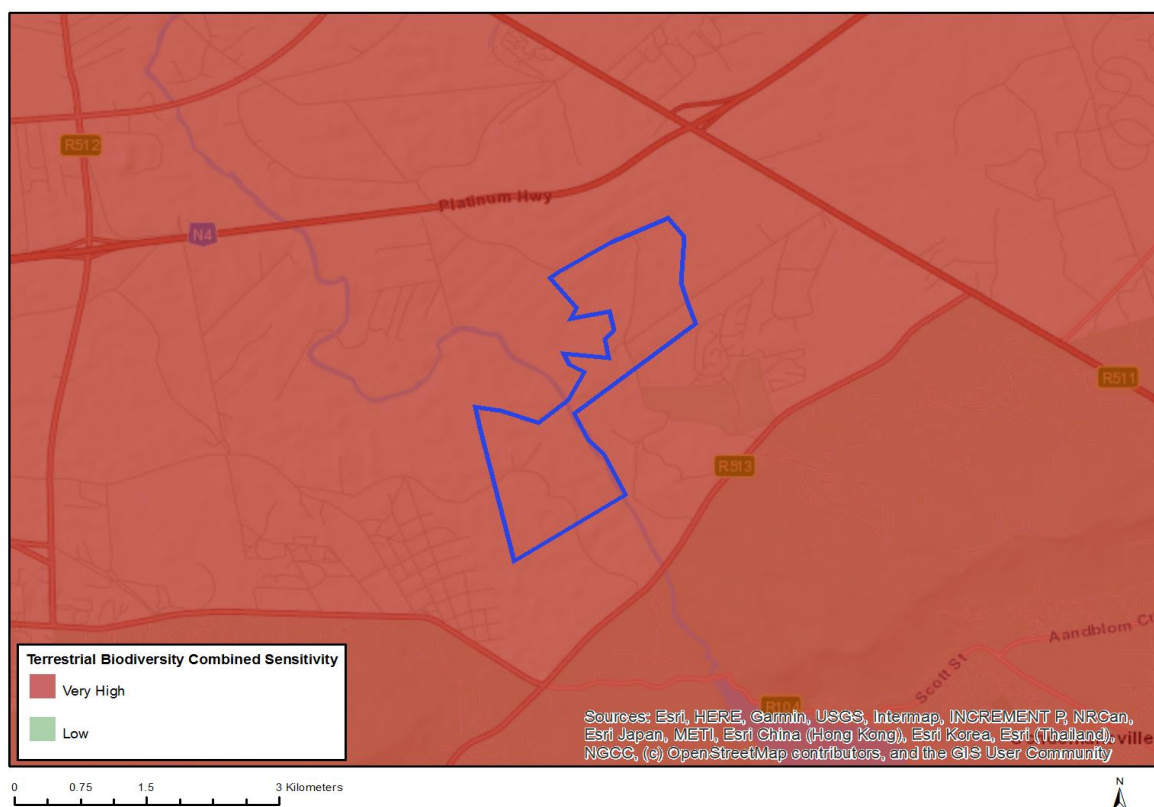 R512
Platinum Hwy
N4
R511
R513
Aandblom
Scott St
R104
Terrestrial Biodiversity Combined Sensitivity
Very High
Low
Sources: Esri, HERE, Garmin, USGS, Intermap, INCREMENT P, NRCan,
Esri Japan, METI, Esri China (Hong Kong), Esri Korea, Esri (Thailand),
NGCC, (c) OpenStreetMap contributors, and the GIS User Community
0 0.75 1.5 3 Kilometers
N